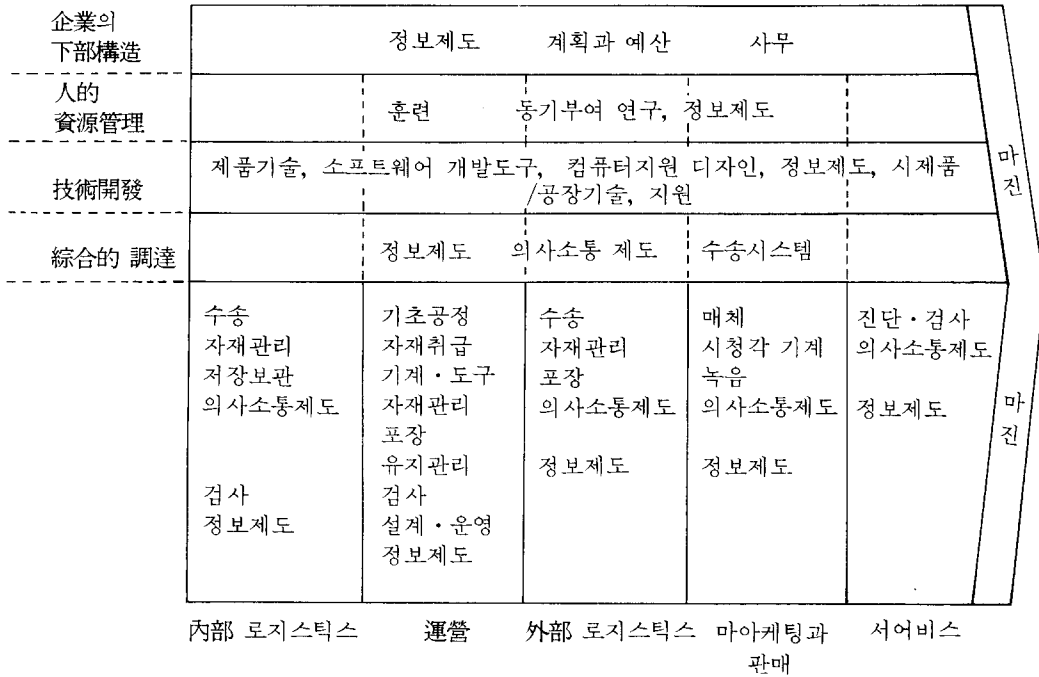 企業의
下部構造
정보제도 계획과 예산 사무
人的
資源管理
훈련 동기부여 연구, 정보제도
技術開發
제품기술, 소프트웨어 개발도구, 컴퓨터지원 디자인, 정보제도, 시제품
/공장기술, 지원
마진
綜合的 調達
정보제도 의사소통 제도 수송시스템
수송
자재관리
저장보관
의사소통제도
검사
정보제도
기초공정
자재취급
기계·도구
자재관리
포장
유지관리
검사
설계·운영
정보제도
수송
자재관리
포장
의사소통제도
정보제도
매체
시청각 기계
녹음
의사소통제도
정보제도
진단·검사
의사소통제도
정보제도
마진
內部 로지스틱스
運營
外部 로지스틱스
마아케팅과
판매
서어비스